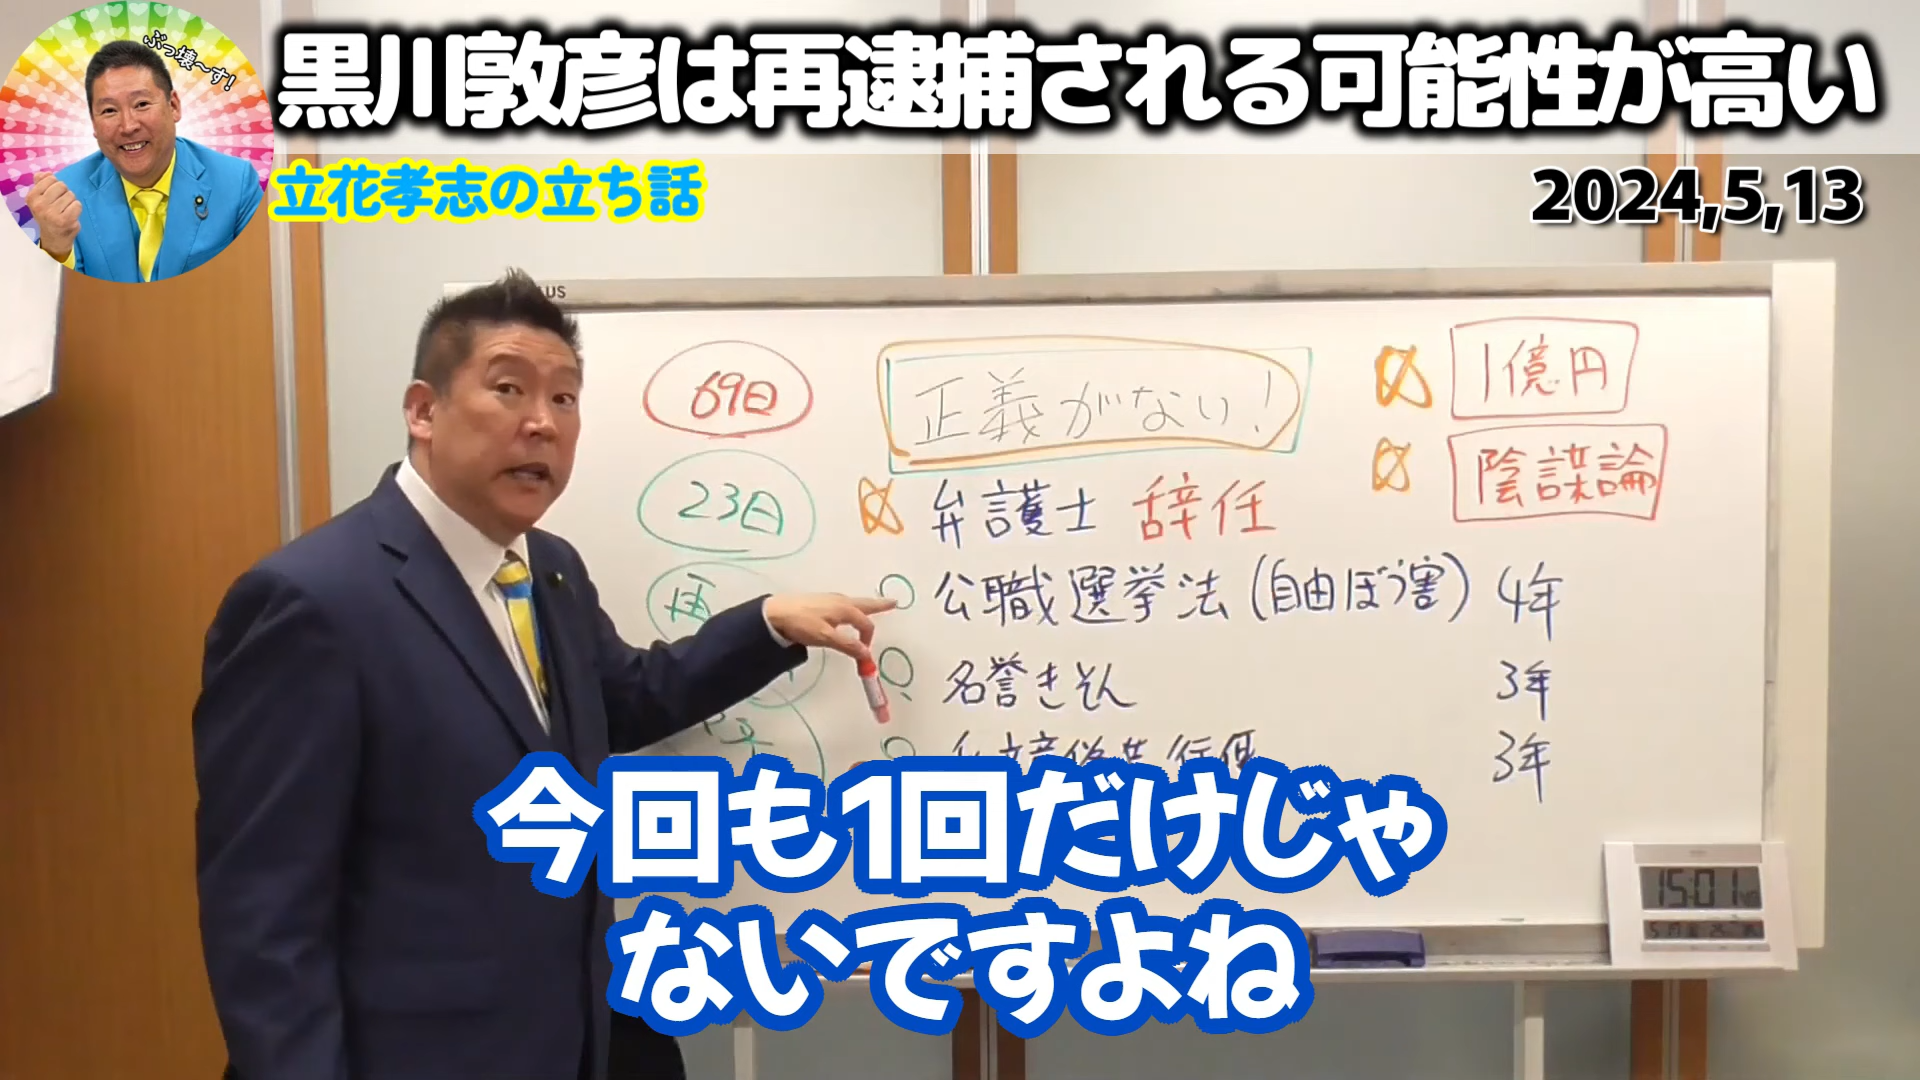 ぶっ壊～す！
黒川敦彦は再逮捕される可能性が高い
立花孝志の立ち話
2024,5,13
69日
正義がない！
1億円
23日
弁護士 辞任
陰謀論
公職選挙法(自由ぼう害) 4年
名誉きそん 3年
3年
今回も1回だけじゃ
ないですよね
15:01